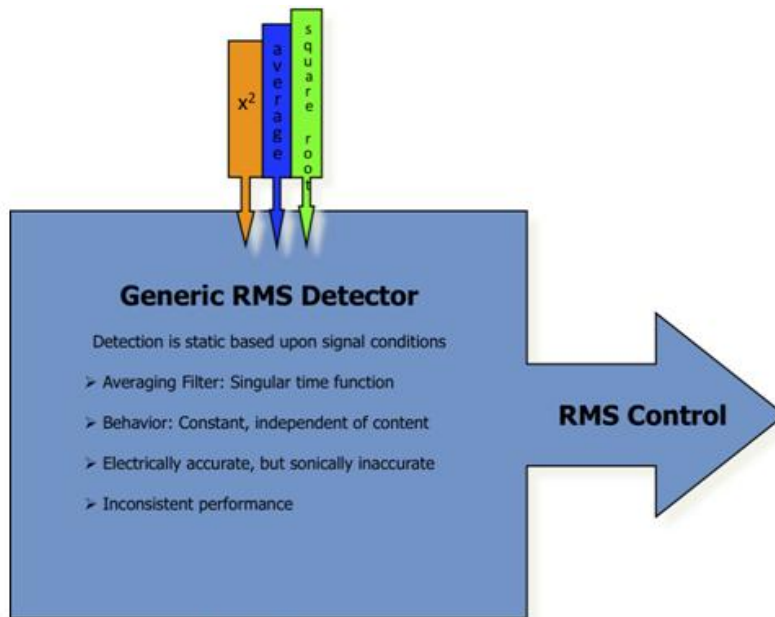 x²
average
square root
Generic RMS Detector
Detection is static based upon signal conditions
➢ Averaging Filter: Singular time function
➢ Behavior: Constant, independent of content
➢ Electrically accurate, but sonically inaccurate
➢ Inconsistent performance
RMS Control